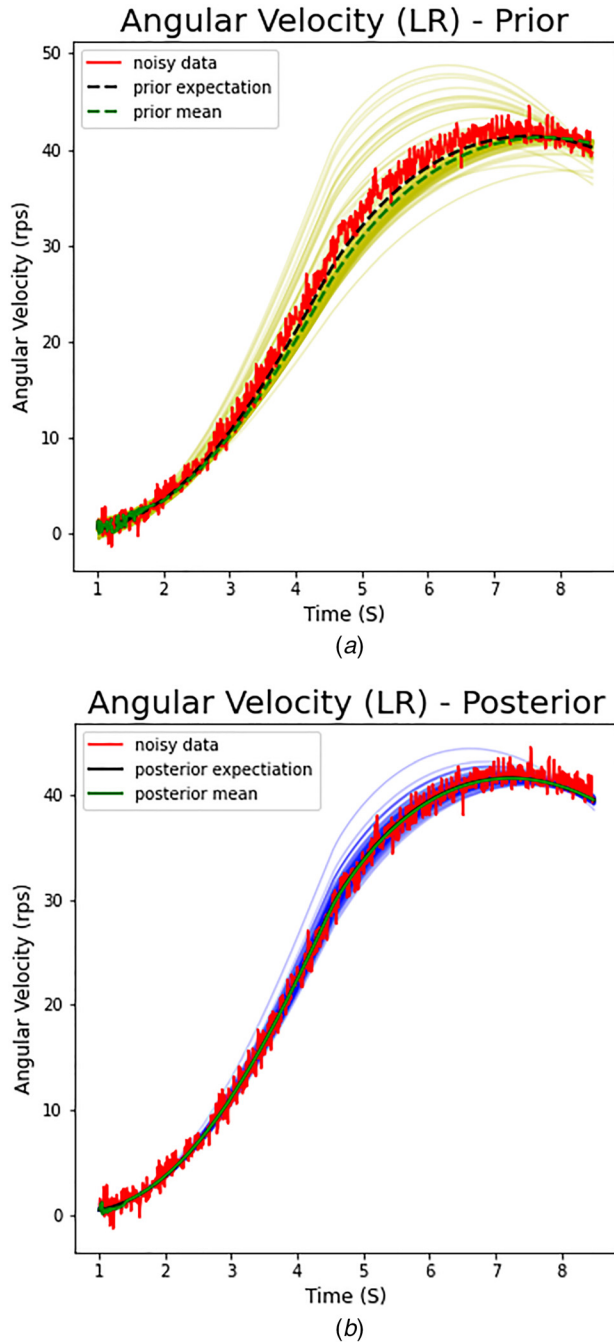 Angular Velocity (LR) - Prior
50
40
30
20
10
0
Angular Velocity (rps)
noisy data
prior expectation
prior mean
1 2 3 4 5 6 7 8
Time (S)
(a)
Angular Velocity (LR) - Posterior
40
30
20
10
0
Angular Velocity (rps)
noisy data
posterior expectiation
posterior mean
1 2 3 4 5 6 7 8
Time (S)
(b)